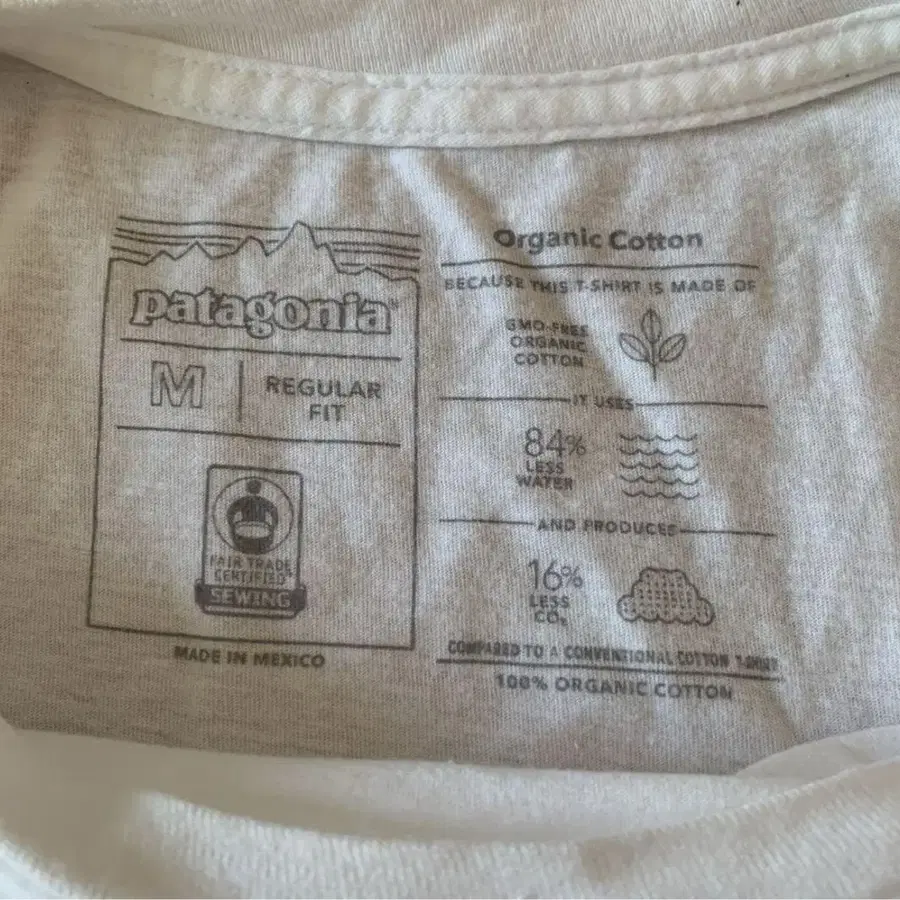 patagonia®
M
REGULAR
FIT
FAIR TRADE
CERTIFIED™
SEWING
MADE IN MEXICO
Organic Cotton
BECAUSE THIS T-SHIRT IS MADE OF
GMO-FREE
ORGANIC
COTTON
IT USES
84%
LESS
WATER
AND PRODUCES
16%
LESS
CO₂
COMPARED TO A CONVENTIONAL COTTON T-SHIRT
100% ORGANIC COTTON